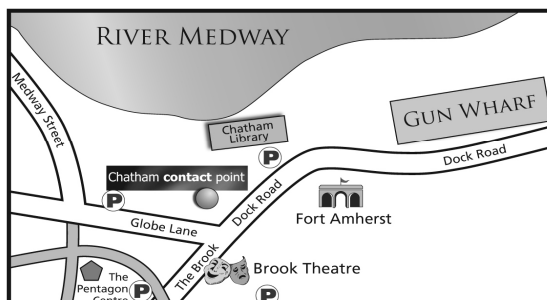 RIVER MEDWAY
Medway Street
GUN WHARF
Chatham
Library
P
Dock Road
Chatham contact point
P
Dock Road
Fort Amherst
Globe Lane
The Brook
Brook Theatre
The
Pentagon
Centre
P
P